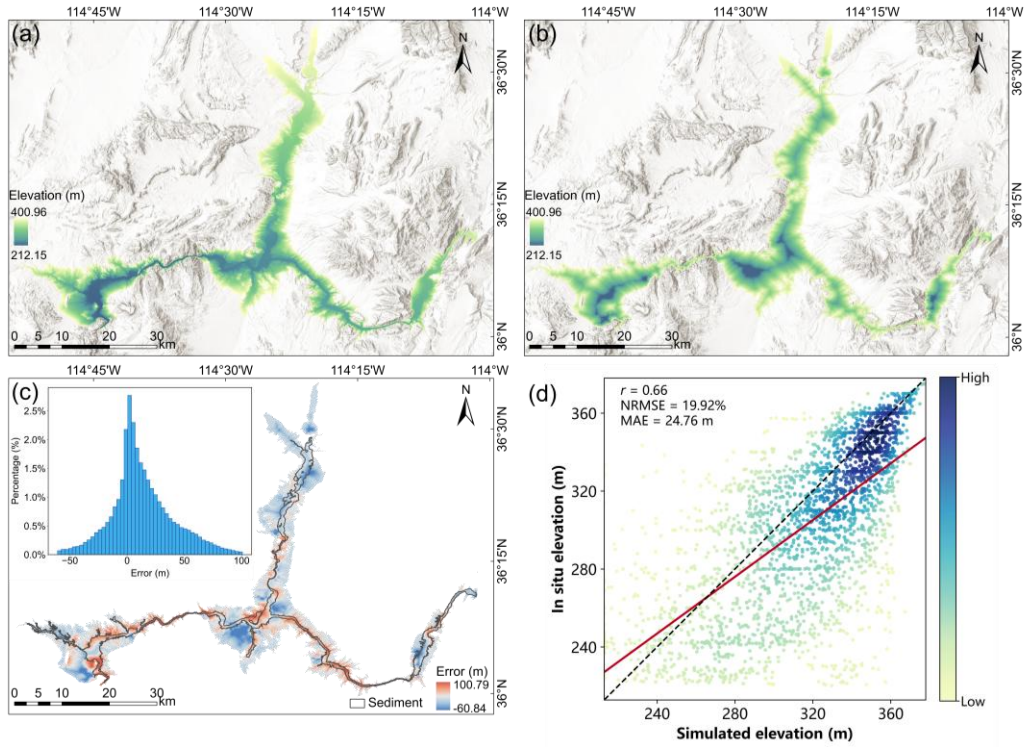 114°45'W 114°30'W 114°15'W 114°W
114°45'W 114°30'W 114°15'W 114°W
(a)
N
36°30'N
36°15'N
36°N
Elevation (m)
400.96
212.15
0 5 10 20 30
km
(b)
N
36°30'N
36°15'N
36°N
Elevation (m)
400.96
212.15
0 5 10 20 30
km
114°45'W 114°30'W 114°15'W 114°W
(c)
N
36°30'N
36°15'N
36°N
2.5%
2.0%
1.5%
1.0%
0.5%
0.0%
Percentage (%)
−50 0 50 100
Error (m)
Error (m)
100.79
-60.84
Sediment
0 5 10 20 30
km
(d)
r = 0.66
NRMSE = 19.92%
MAE = 24.76 m
360
320
280
240
In situ elevation (m)
240 280 320 360
Simulated elevation (m)
High
Low